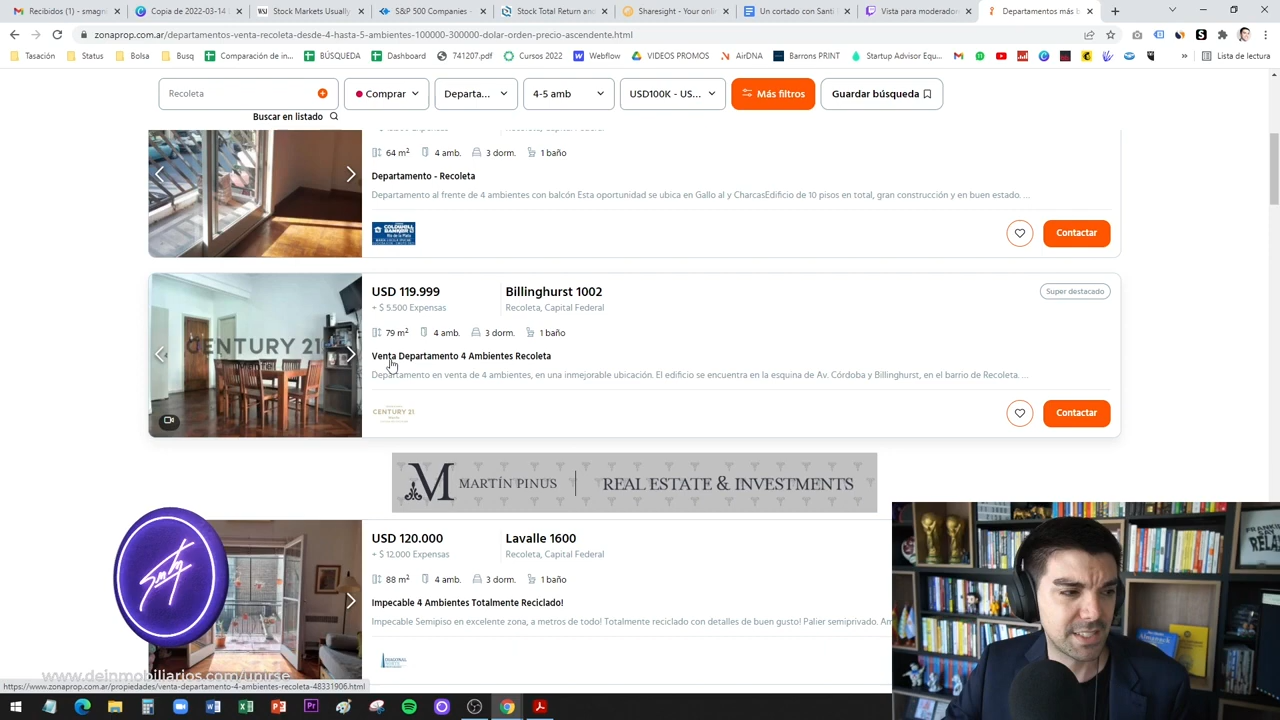 Recibidos (1) - smagno
Copia de 2022-03-14
Stock Markets Usually
S&P 500 Companies -
Stock Total Return and
Sharesight - Your onli
Un cortado con Santi
Vista para moderador
Departamentos más b
zonaprop.com.ar/departamentos-venta-recoleta-desde-4-hasta-5-ambientes-100000-300000-dolar-orden-precio-ascendente.html
Tasación
Status
Bolsa
Busq
Comparación de in...
BÚSQUEDA
Dashboard
741207.pdf
Cursos 2022
Webflow
VIDEOS PROMOS
AirDNA
Barrons PRINT
Startup Advisor Equ...
»
Lista de lectura
Recoleta
Comprar
Departa...
4-5 amb
USD100K - US...
Más filtros
Guardar búsqueda
Buscar en listado
64 m² 4 amb. 3 dorm. 1 baño
Departamento - Recoleta
Departamento al frente de 4 ambientes con balcón Esta oportunidad se ubica en Gallo al y CharcasEdificio de 10 pisos en total, gran construcción y en buen estado. ...
COLDWELL BANKER
Contactar
USD 119.999
Billinghurst 1002
Super destacado
+ $ 5.500 Expensas
Recoleta, Capital Federal
79 m² 4 amb. 3 dorm. 1 baño
CENTURY 21
Venta Departamento 4 Ambientes Recoleta
Departamento en venta de 4 ambientes, en una inmejorable ubicación. El edificio se encuentra en la esquina de Av. Córdoba y Billinghurst, en el barrio de Recoleta. ...
CENTURY 21
Contactar
M MARTÍN PINUS | REAL ESTATE & INVESTMENTS
USD 120.000
Lavalle 1600
+ $ 12.000 Expensas
Recoleta, Capital Federal
88 m² 4 amb. 3 dorm. 1 baño
Impecable 4 Ambientes Totalmente Reciclado!
Impecable Semipiso en excelente zona, a metros de todo! Totalmente reciclado con detalles de buen gusto! Palier semiprivado. Am
www.deinmobiliarios.com/unirse
https://www.zonaprop.com.ar/propiedades/venta-departamento-4-ambientes-recoleta-48331906.html